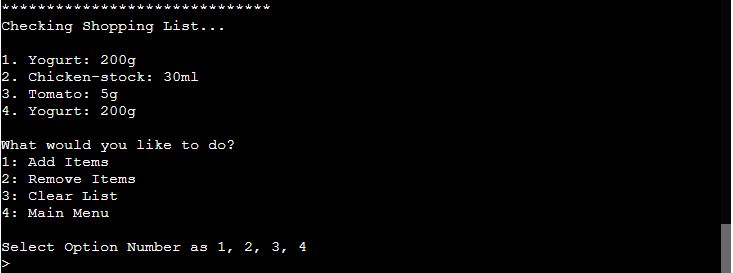 ******************************
Checking Shopping List...
1. Yogurt: 200g
2. Chicken-stock: 30ml
3. Tomato: 5g
4. Yogurt: 200g
What would you like to do?
1: Add Items
2: Remove Items
3: Clear List
4: Main Menu
Select Option Number as 1, 2, 3, 4
>